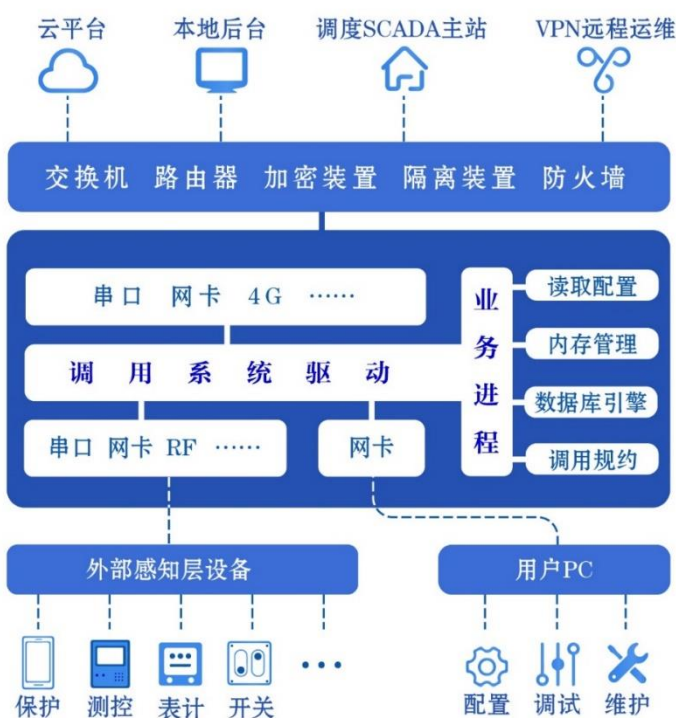 云平台 本地后台 调度SCADA主站 VPN远程运维
交换机 路由器 加密装置 隔离装置 防火墙
串口 网卡 4G ……
调用系统驱动
串口 网卡 RF ……
网卡
业务进程
读取配置
内存管理
数据库引擎
调用规约
外部感知层设备
用户PC
保护 测控 表计 开关
配置 调试 维护